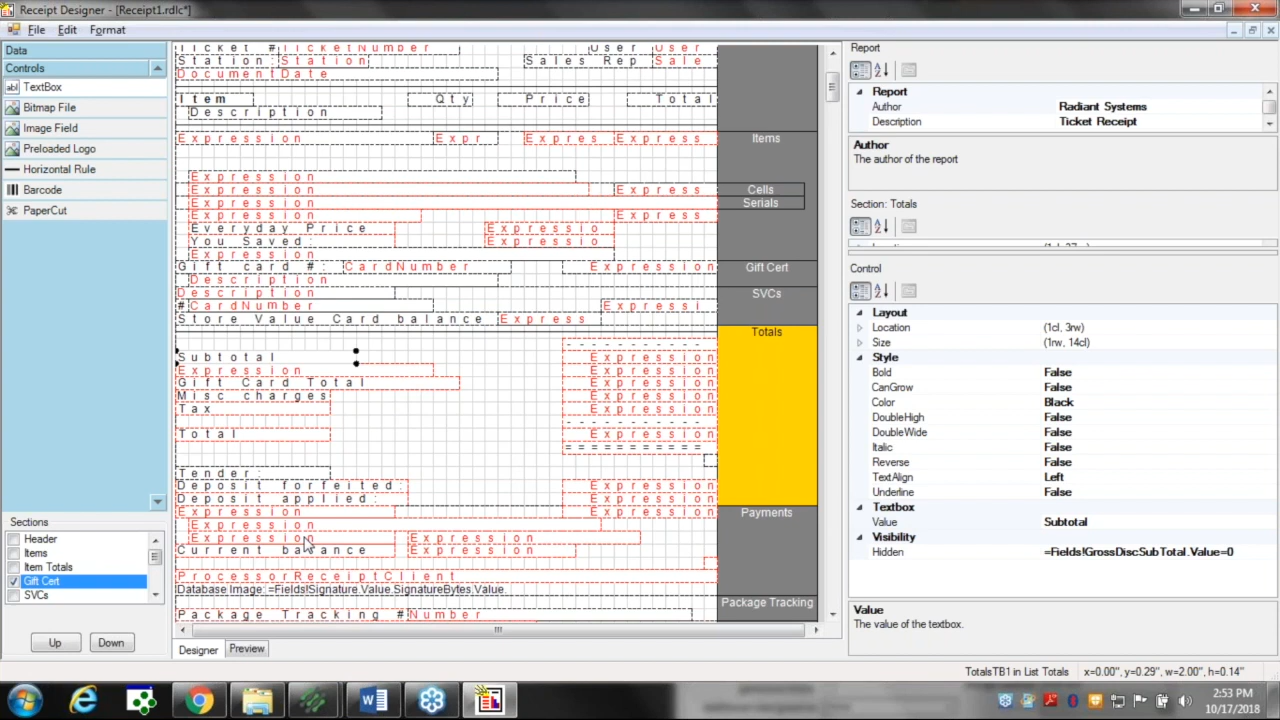 Receipt Designer - [Receipt1.rdlc*]
File Edit Format
Data
Controls
abl TextBox
Bitmap File
Image Field
Preloaded Logo
Horizontal Rule
Barcode
PaperCut
Sections
Header
Items
Item Totals
Gift Cert
SVCs
Up Down
Ticket # TicketNumber User User
Station: Station Sales Rep Sale
DocumentDate
Item Qty Price Total
Description
Expression Expr Expres Express Items
Expression
Expression Express Cells
Expression Serials
Expression Express
Everyday Price Expressio
You Saved: Expressio
Expression
Gift card #: CardNumber Expression Gift Cert
Description
Description SVCs
# CardNumber Expressi
Store Value Card balance Express
Totals
- - - - - - - - - - -
Subtotal Expression
Expression Expression
Gift Card Total Expression
Misc charges Expression
Tax Expression
- - - - - - - - - - -
Total Expression
= = = = = = = = = = =
Tender:
Deposit forfeited: Expression
Deposit applied: Expression
Expression Expression Payments
Expression
Expression Expression
Current balance Expression
ProcessorReceiptClient
Database Image: =Fields!Signature.Value.SignatureBytes.Value.
Package Tracking
Package Tracking # Number
Designer Preview
Report
Report
Author Radiant Systems
Description Ticket Receipt
Author
The author of the report
Section: Totals
Control
Layout
Location (1cl, 3rw)
Size (1rw, 14cl)
Style
Bold False
CanGrow False
Color Black
DoubleHigh False
DoubleWide False
Italic False
Reverse False
TextAlign Left
Underline False
Textbox
Value Subtotal
Visibility
Hidden =Fields!GrossDiscSubTotal.Value=0
Value
The value of the textbox.
TotalsTB1 in List Totals x=0.00", y=0.29", w=2.00", h=0.14"
2:53 PM
10/17/2018